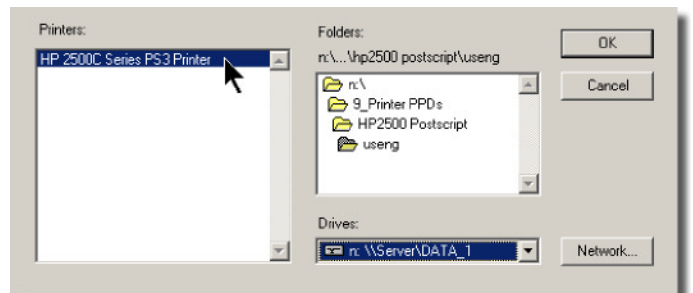 Printers:
HP 2500C Series PS3 Printer
Folders:
n:\...\hp2500 postscript\useng
n:\
9_Printer PPDs
HP2500 Postscript
useng
Drives:
n: \\Server\DATA_1
OK
Cancel
Network...